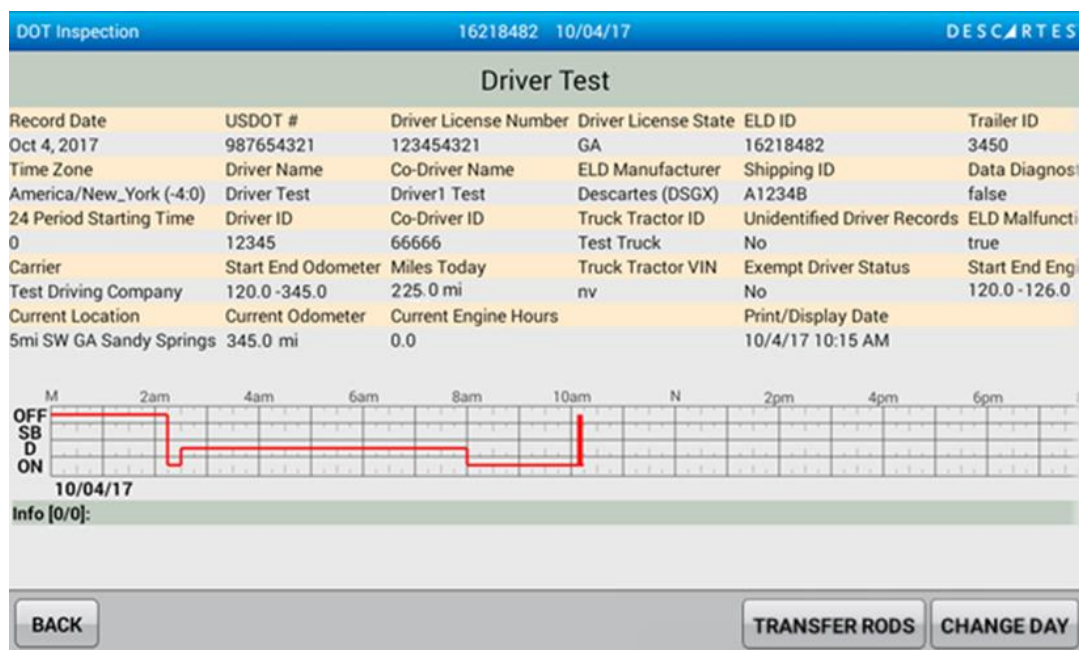 DOT Inspection 16218482 10/04/17 DESCARTES
Driver Test
Record Date USDOT # Driver License Number Driver License State ELD ID Trailer ID
Oct 4, 2017 987654321 123454321 GA 16218482 3450
Time Zone Driver Name Co-Driver Name ELD Manufacturer Shipping ID Data Diagnos
America/New_York (-4:0) Driver Test Driver1 Test Descartes (DSGX) A1234B false
24 Period Starting Time Driver ID Co-Driver ID Truck Tractor ID Unidentified Driver Records ELD Malfuncti
0 12345 66666 Test Truck No true
Carrier Start End Odometer Miles Today Truck Tractor VIN Exempt Driver Status Start End Eng
Test Driving Company 120.0 -345.0 225.0 mi nv No 120.0 -126.0
Current Location Current Odometer Current Engine Hours Print/Display Date
5mi SW GA Sandy Springs 345.0 mi 0.0 10/4/17 10:15 AM
M 2am 4am 6am 8am 10am N 2pm 4pm 6pm
OFF
SB
D
ON
10/04/17
Info [0/0]:
BACK TRANSFER RODS CHANGE DAY